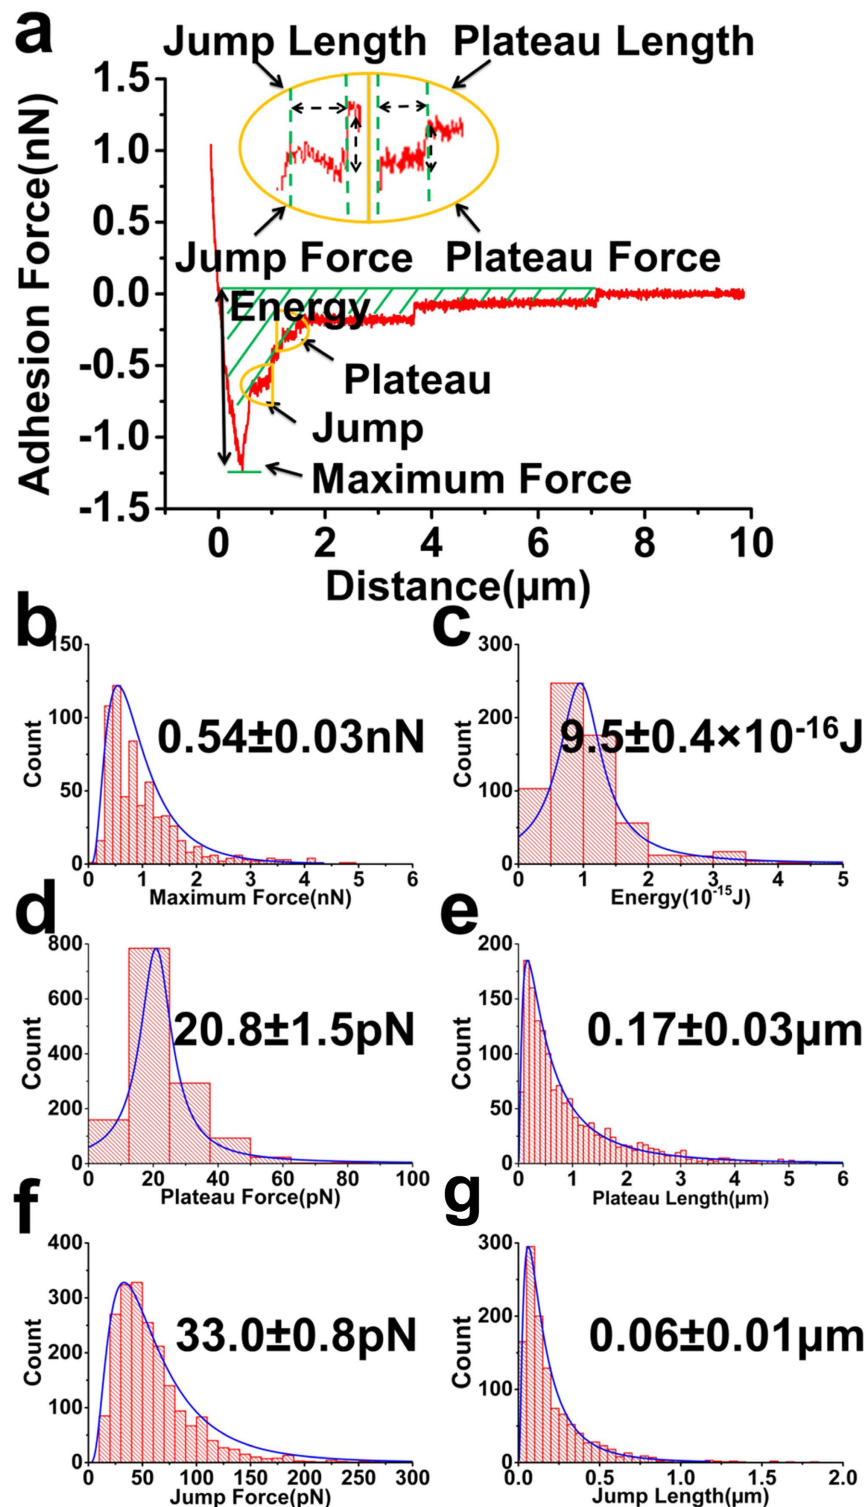 a
Jump Length Plateau Length
1.5
1.0
0.5
0.0
-0.5
-1.0
-1.5
Adhesion Force(nN)
Jump Force Plateau Force
Energy
Plateau
Jump
Maximum Force
0 2 4 6 8 10
Distance(μm)
b
150
100
50
0
Count
0.54±0.03nN
0 1 2 3 4 5 6
Maximum Force(nN)
c
300
200
100
0
Count
9.5±0.4×10⁻¹⁶J
0 1 2 3 4 5
Energy(10⁻¹⁵J)
d
800
600
400
200
0
Count
20.8±1.5pN
0 20 40 60 80 100
Plateau Force(pN)
e
200
150
100
50
0
Count
0.17±0.03μm
0 1 2 3 4 5 6
Plateau Length(μm)
f
400
300
200
100
0
Count
33.0±0.8pN
0 50 100 150 200 250 300
Jump Force(pN)
g
300
200
100
0
Count
0.06±0.01μm
0.0 0.5 1.0 1.5 2.0
Jump Length(μm)